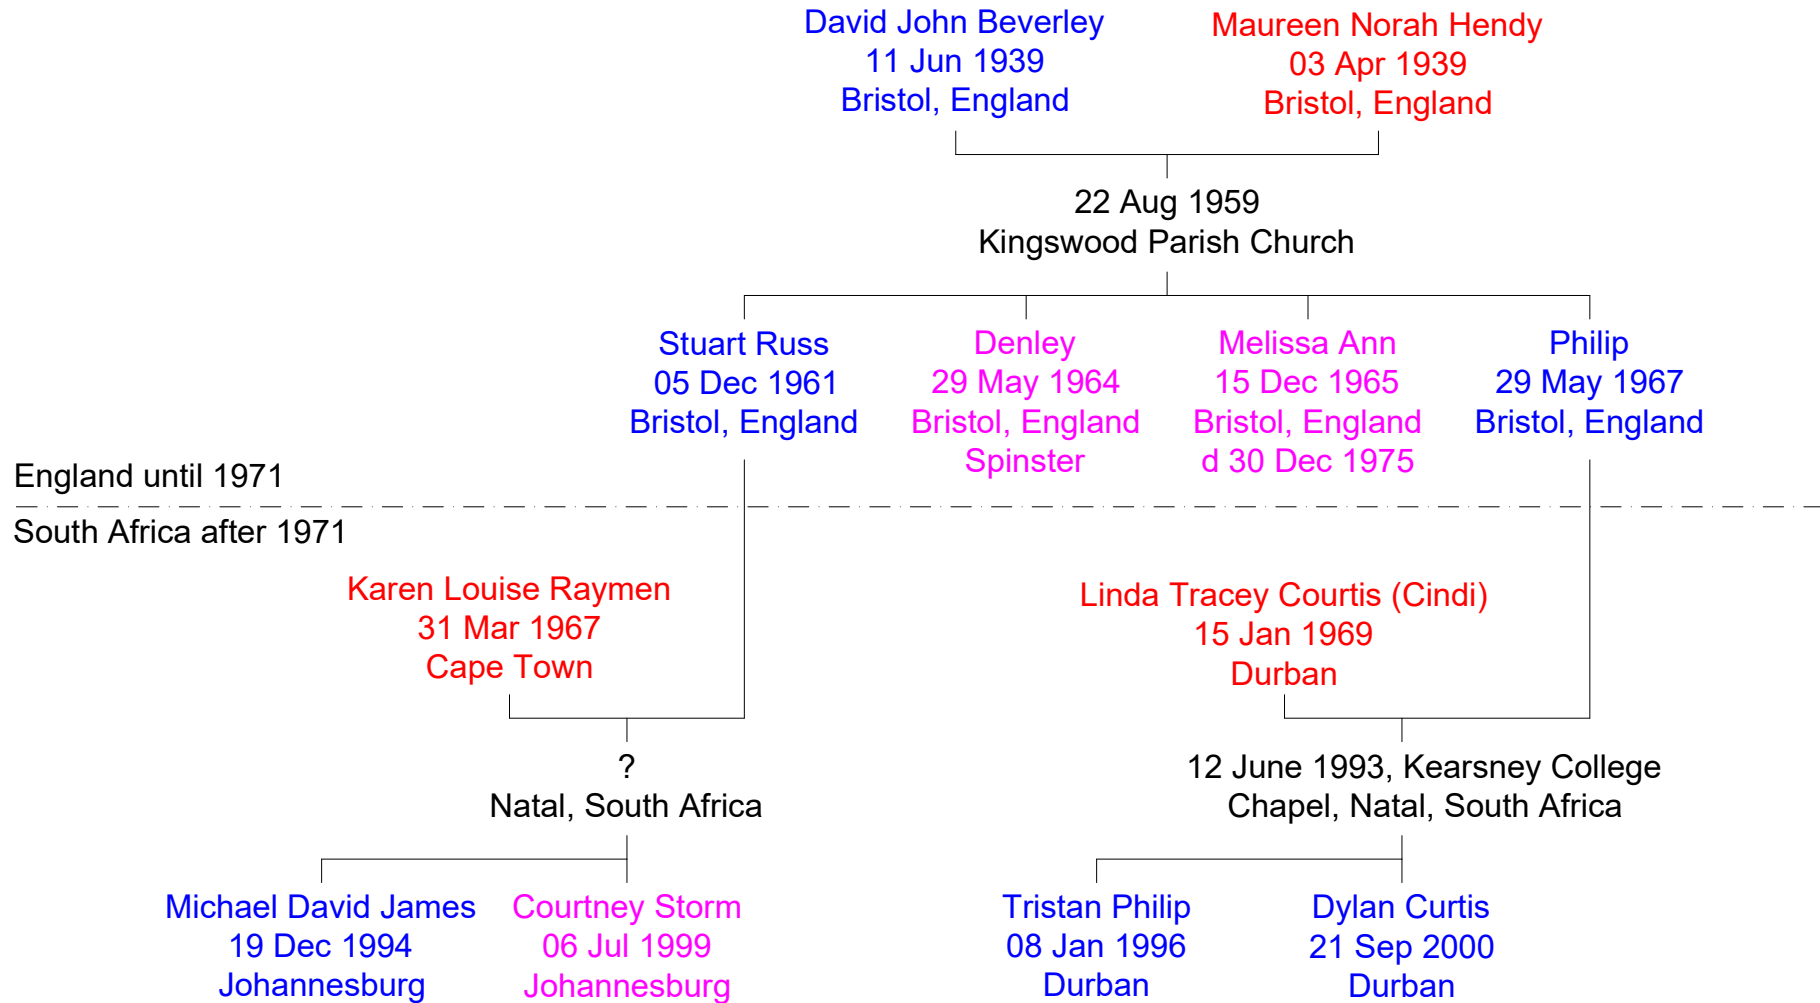 David John Beverley
11 Jun 1939
Bristol, England
Maureen Norah Hendy
03 Apr 1939
Bristol, England
22 Aug 1959
Kingswood Parish Church
Stuart Russ
05 Dec 1961
Bristol, England
Denley
29 May 1964
Bristol, England
Spinster
Melissa Ann
15 Dec 1965
Bristol, England
d 30 Dec 1975
Philip
29 May 1967
Bristol, England
England until 1971
South Africa after 1971
Karen Louise Raymen
31 Mar 1967
Cape Town
Linda Tracey Courtis (Cindi)
15 Jan 1969
Durban
?
Natal, South Africa
12 June 1993, Kearsney College
Chapel, Natal, South Africa
Michael David James
19 Dec 1994
Johannesburg
Courtney Storm
06 Jul 1999
Johannesburg
Tristan Philip
08 Jan 1996
Durban
Dylan Curtis
21 Sep 2000
Durban